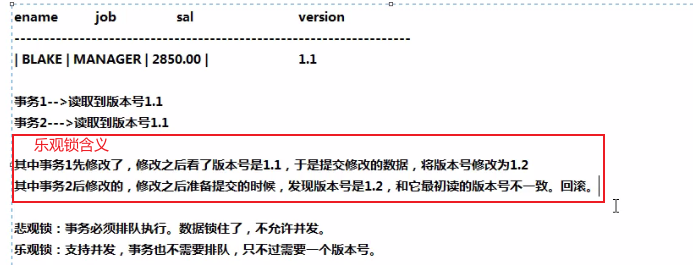 ename job sal version
----------------------------------------------------------------
| BLAKE | MANAGER | 2850.00 | 1.1
事务1-->读取到版本号1.1
事务2--->读取到版本号1.1
乐观锁含义
其中事务1先修改了，修改之后看了版本号是1.1，于是提交修改的数据，将版本号修改为1.2
其中事务2后修改的，修改之后准备提交的时候，发现版本号是1.2，和它最初读的版本号不一致。回滚。
悲观锁：事务必须排队执行。数据锁住了，不允许并发。
乐观锁：支持并发，事务也不需要排队，只不过需要一个版本号。